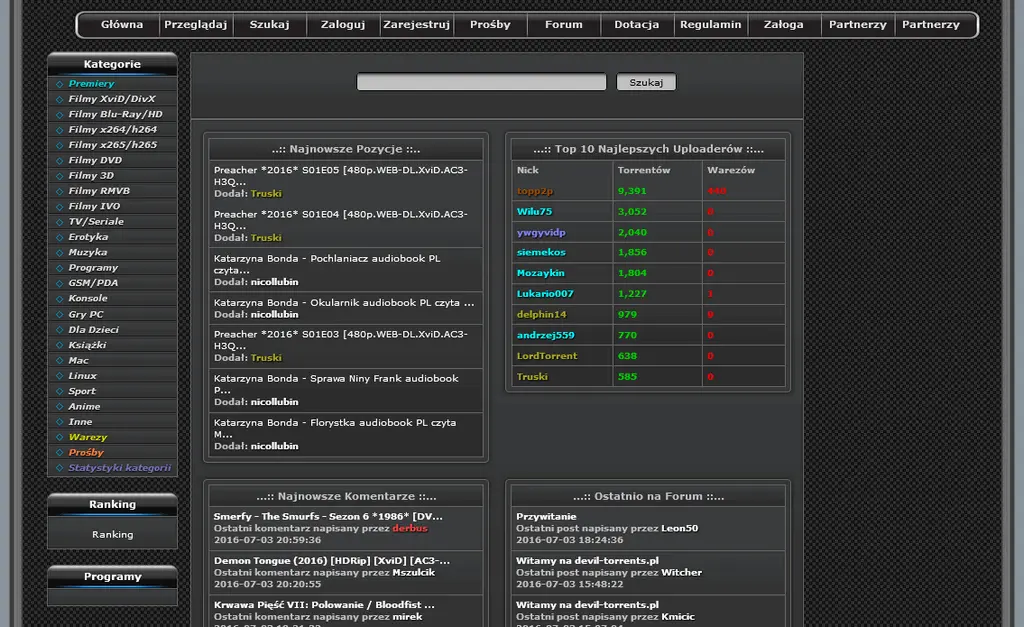 Główna Przeglądaj Szukaj Zaloguj Zarejestruj Prośby Forum Dotacja Regulamin Załoga Partnerzy Partnerzy
Kategorie
Premiery
Filmy XviD/DivX
Filmy Blu-Ray/HD
Filmy x264/h264
Filmy x265/h265
Filmy DVD
Filmy 3D
Filmy RMVB
Filmy IVO
TV/Seriale
Erotyka
Muzyka
Programy
GSM/PDA
Konsole
Gry PC
Dla Dzieci
Książki
Mac
Linux
Sport
Anime
Inne
Warezy
Prośby
Statystyki kategorii
Ranking
Ranking
Programy
Szukaj
..:: Najnowsze Pozycje ::..
Preacher *2016* S01E05 [480p.WEB-DL.XviD.AC3-
H3Q...
Dodał: Truski
Preacher *2016* S01E04 [480p.WEB-DL.XviD.AC3-
H3Q...
Dodał: Truski
Katarzyna Bonda - Pochlaniacz audiobook PL
czyta...
Dodał: nicollubin
Katarzyna Bonda - Okularnik audiobook PL czyta ...
Dodał: nicollubin
Preacher *2016* S01E03 [480p.WEB-DL.XviD.AC3-
H3Q...
Dodał: Truski
Katarzyna Bonda - Sprawa Niny Frank audiobook
P...
Dodał: nicollubin
Katarzyna Bonda - Florystka audiobook PL czyta
M...
Dodał: nicollubin
...:: Top 10 Najlepszych Uploaderów ::...
Nick Torrentów Warezów
topp2p 9,391
Wilu75 3,052 0
ywgyvidp 2,040 0
siemekos 1,856 0
Mozaykin 1,804 0
Lukario007 1,227 1
delphin14 979 0
andrzej559 770 0
LordTorrent 638 0
Truski 585 0
...:: Najnowsze Komentarze ::...
Smerfy - The Smurfs - Sezon 6 *1986* [DV...
Ostatni komentarz napisany przez derbus
2016-07-03 20:59:36
Demon Tongue (2016) [HDRip] [XviD] [AC3-...
Ostatni komentarz napisany przez Mszulcik
2016-07-03 20:20:55
Krwawa Pięść VII: Polowanie / Bloodfist ...
Ostatni komentarz napisany przez mirek
...:: Ostatnio na Forum ::...
Przywitanie
Ostatni post napisany przez Leon50
2016-07-03 18:24:36
Witamy na devil-torrents.pl
Ostatni post napisany przez Witcher
2016-07-03 15:48:22
Witamy na devil-torrents.pl
Ostatni post napisany przez Kmicic